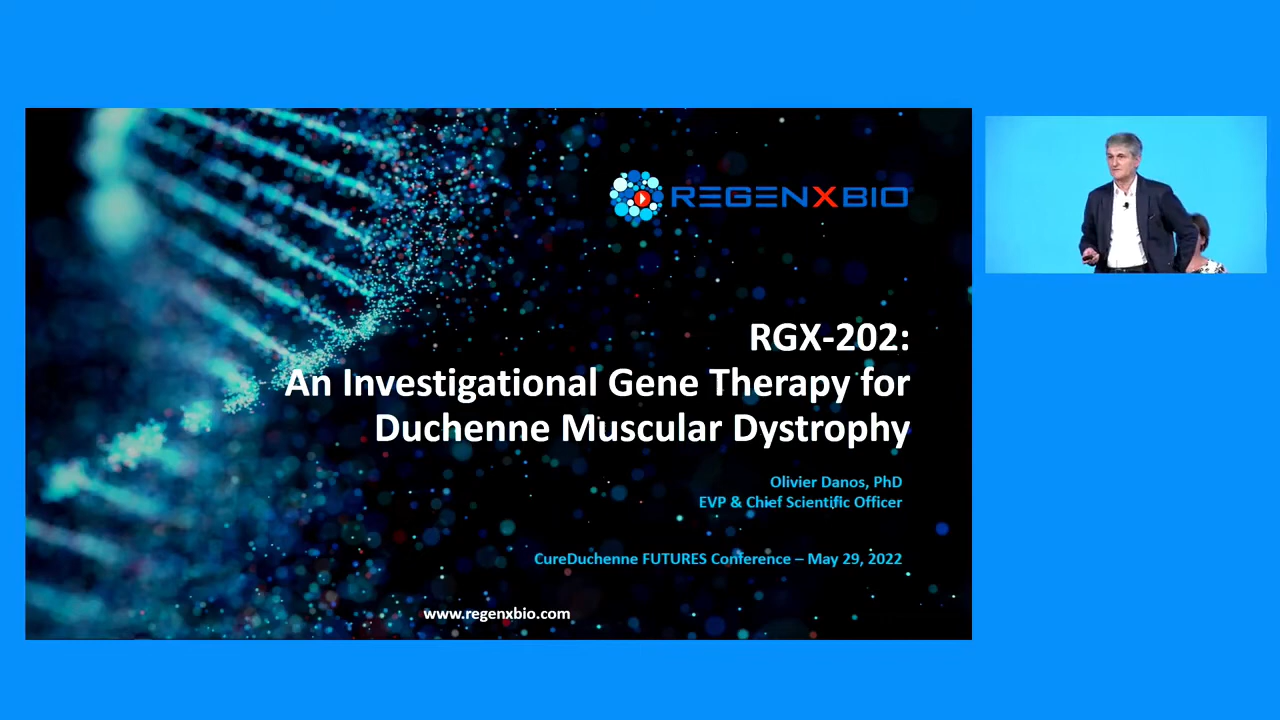 REGENXBIO
RGX-202:
An Investigational Gene Therapy for
Duchenne Muscular Dystrophy
Olivier Danos, PhD
EVP & Chief Scientific Officer
CureDuchenne FUTURES Conference – May 29, 2022
www.regenxbio.com